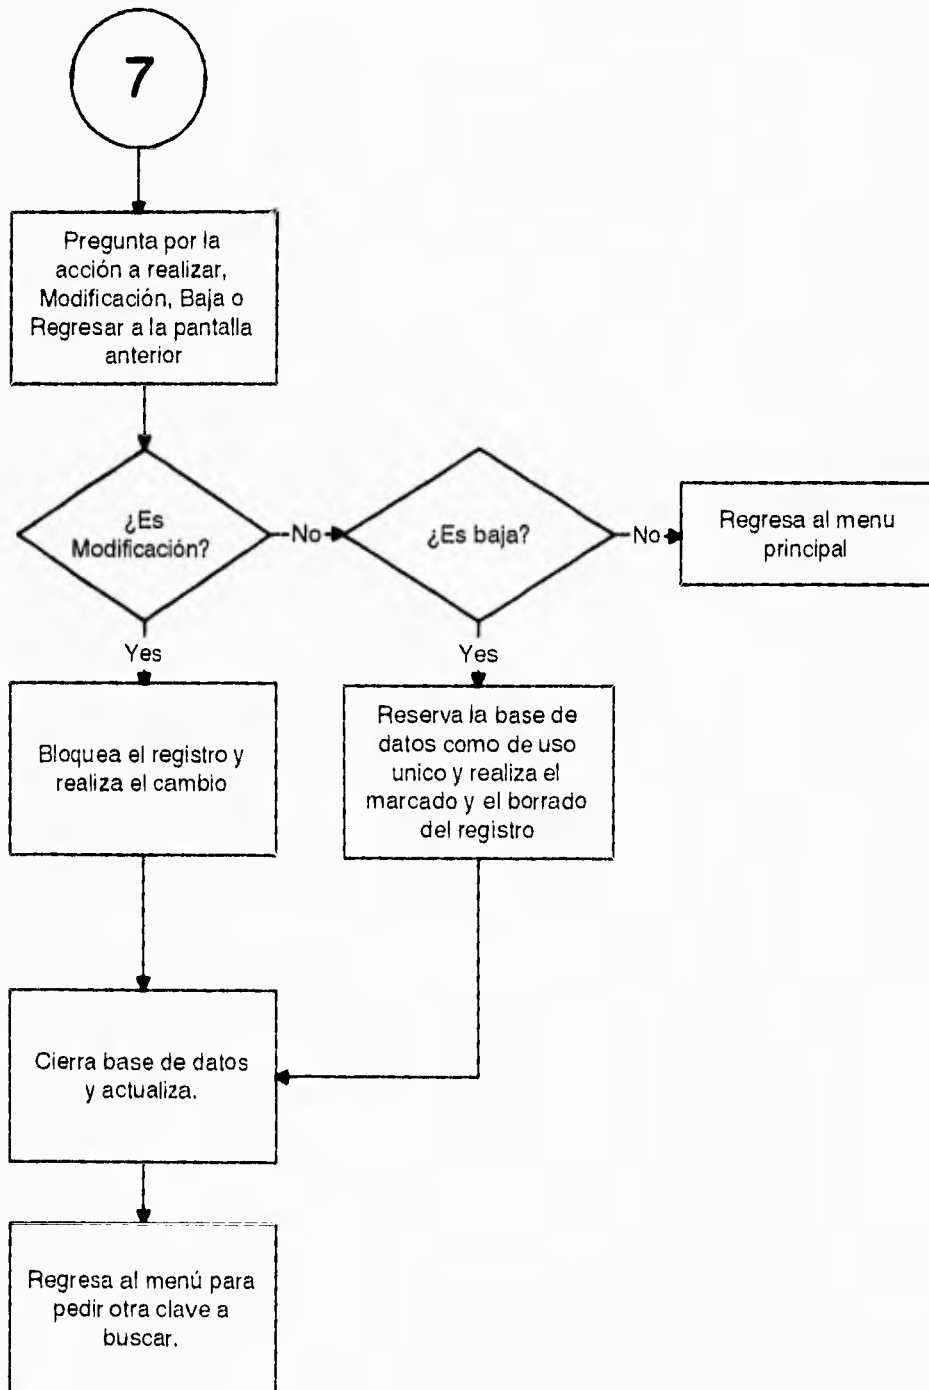 7
Pregunta por la
acción a realizar,
Modificación, Baja o
Regresar a la pantalla
anterior
¿Es
Modificación?
No
¿Es baja?
No
Regresa al menu
principal
Yes
Yes
Bloquea el registro y
realiza el cambio
Reserva la base de
datos como de uso
unico y realiza el
marcado y el borrado
del registro
Cierra base de datos
y actualiza.
Regresa al menú para
pedir otra clave a
buscar.